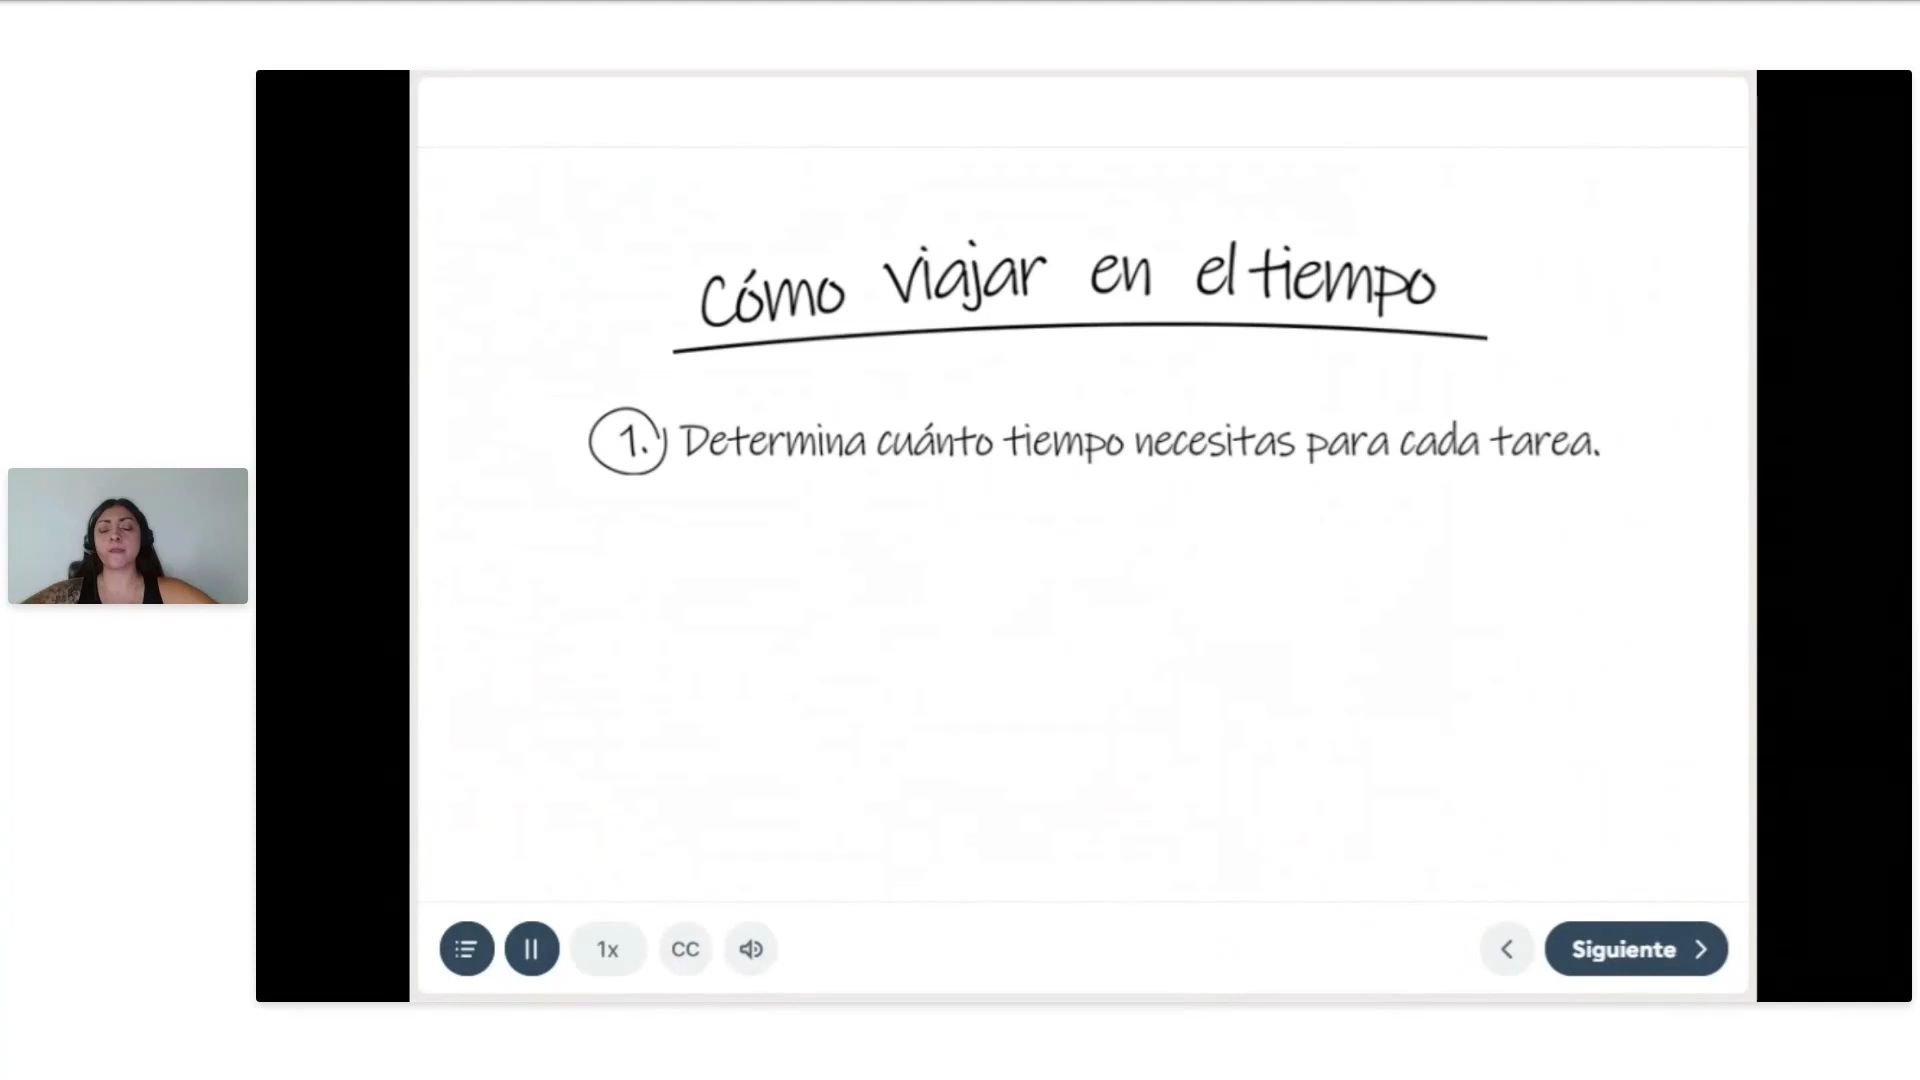 Cómo viajar en el tiempo
1. Determina cuánto tiempo necesitas para cada tarea.
1x CC Siguiente